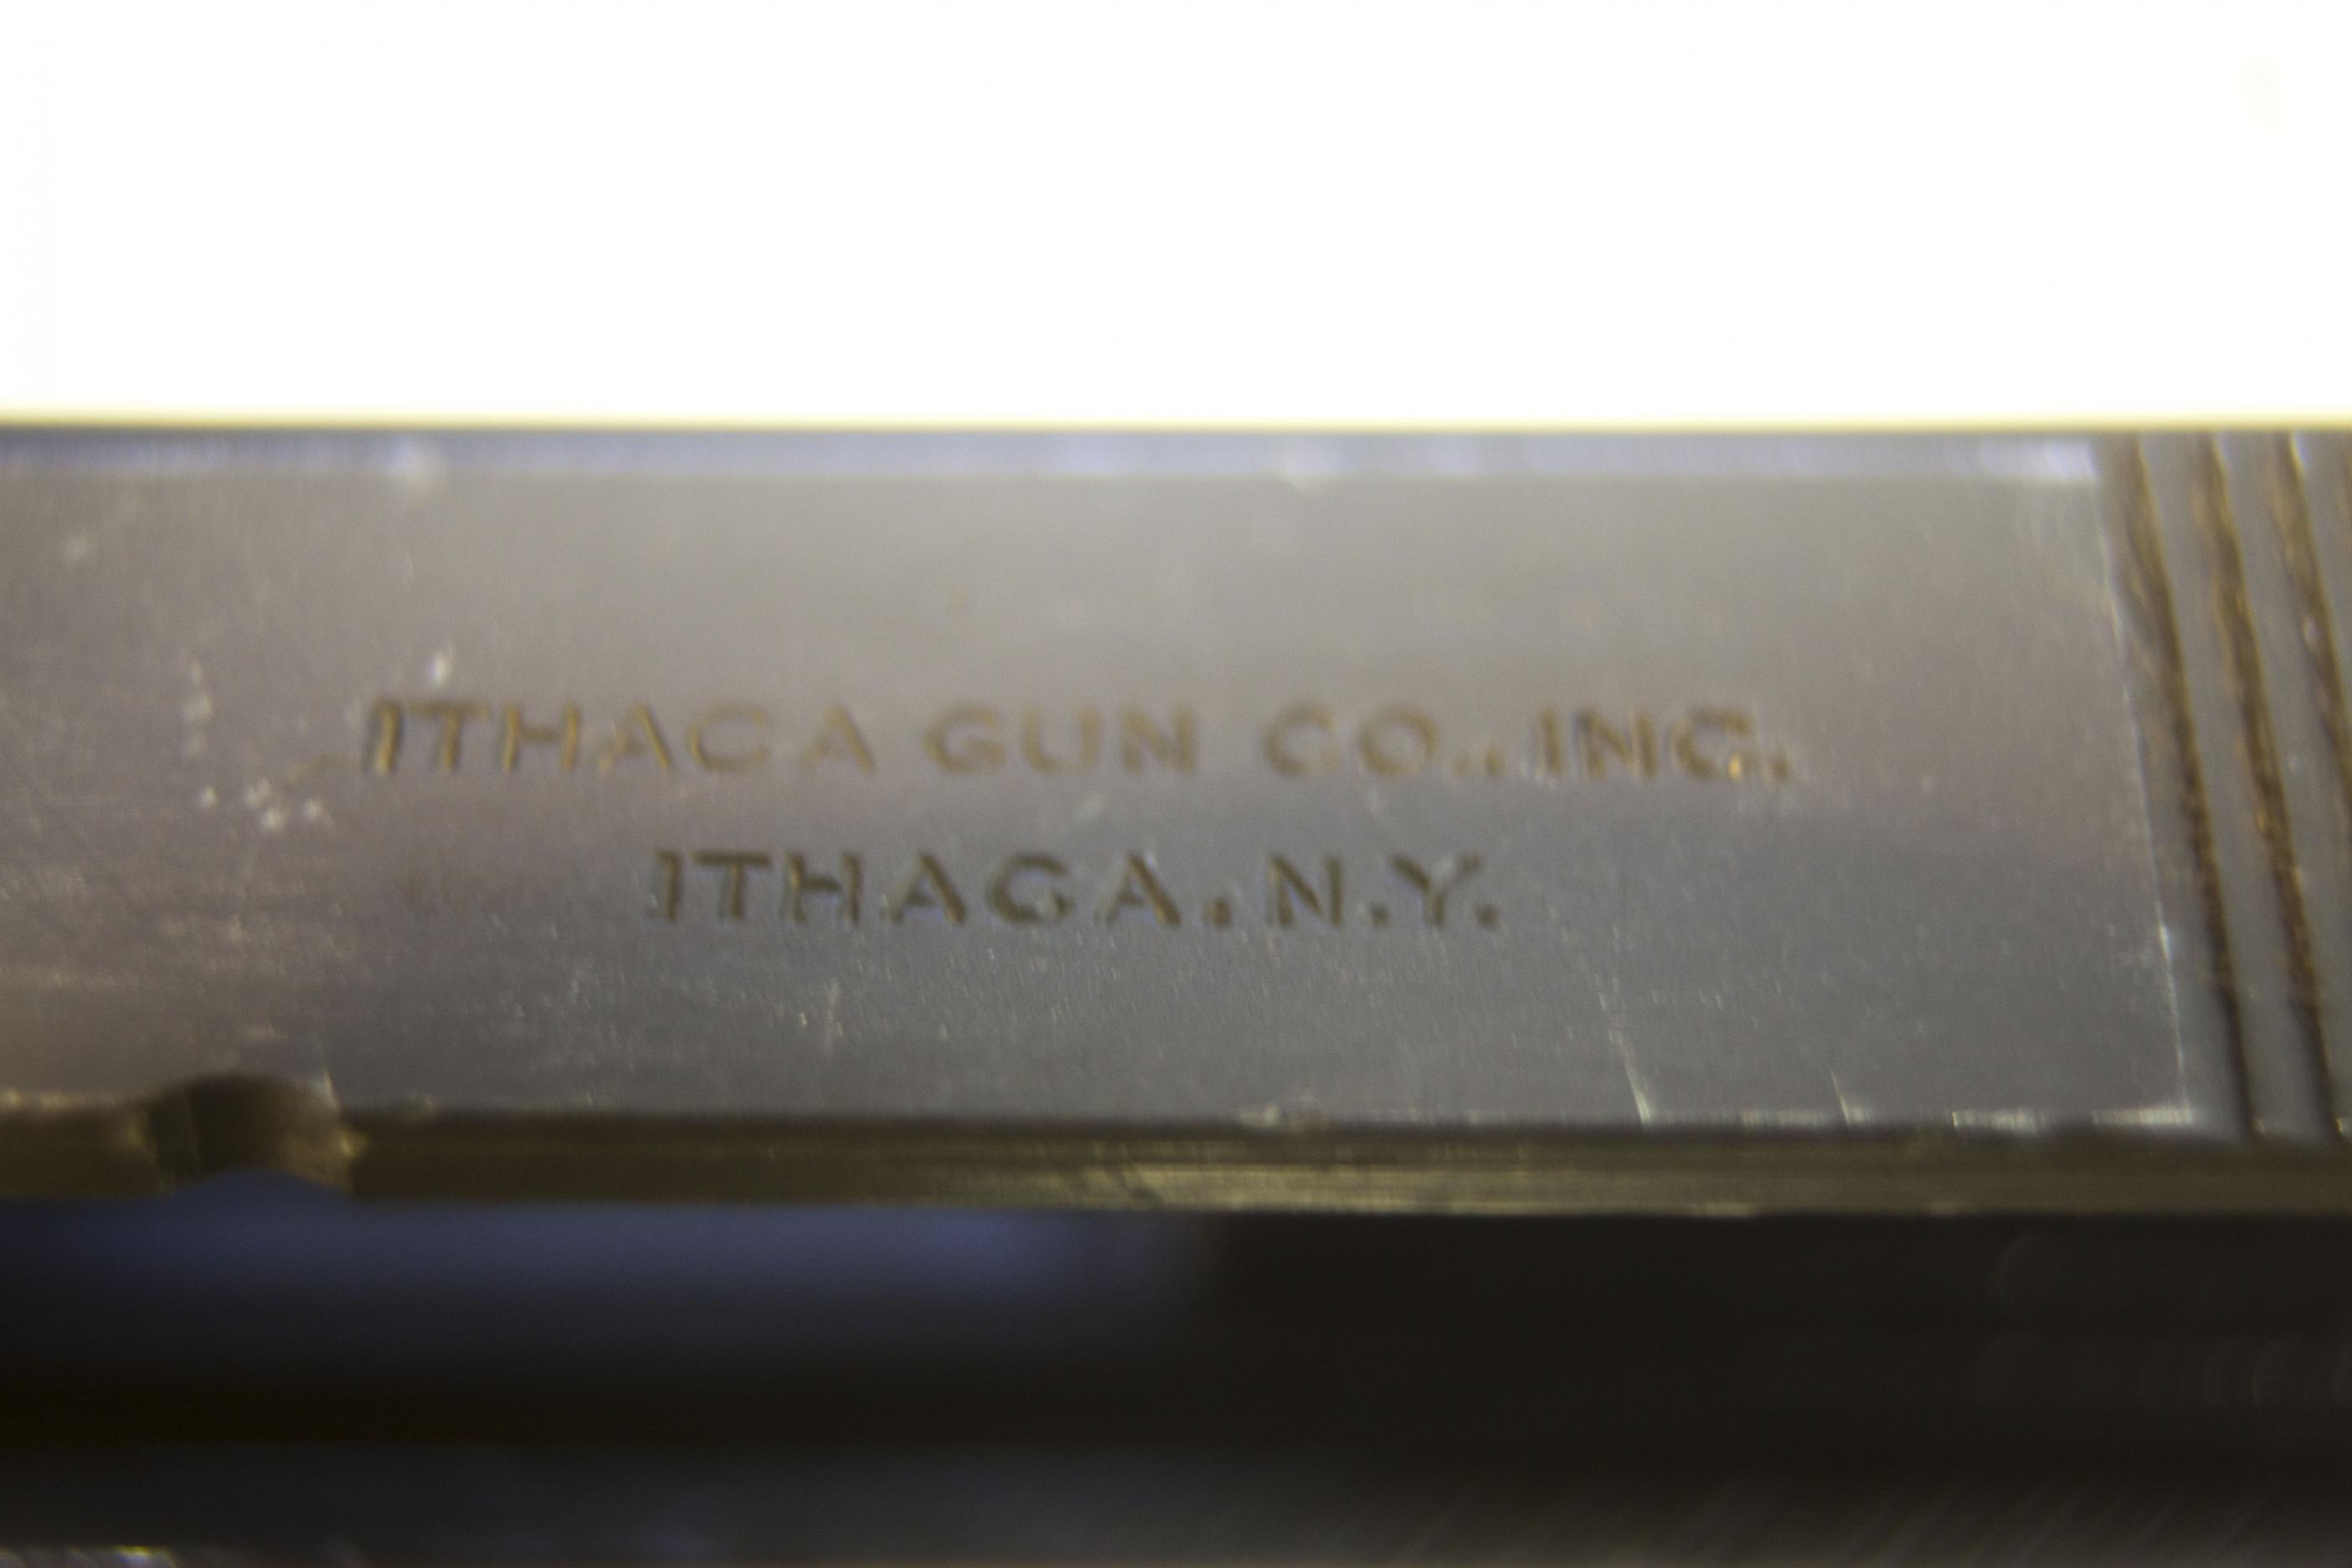 ITHACA GUN CO., INC.
ITHACA, N.Y.